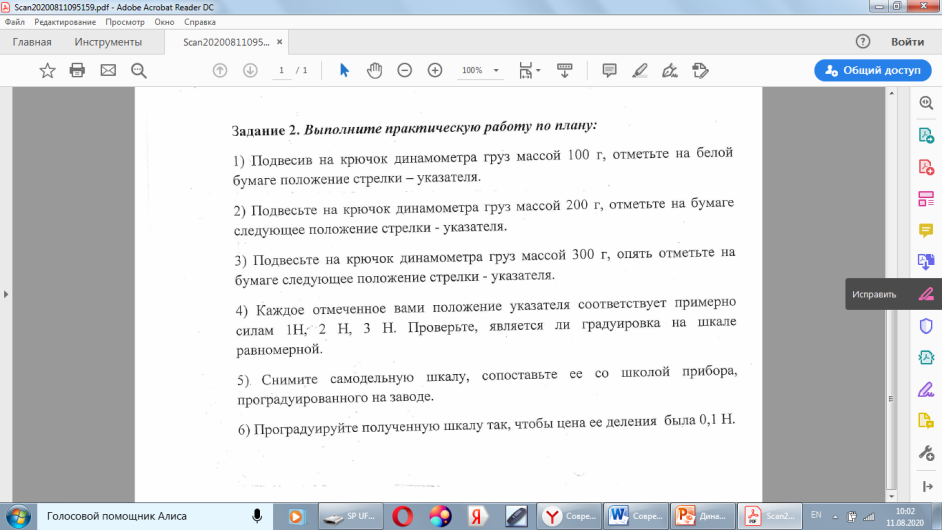 Scan20200811095159.pdf - Adobe Acrobat Reader DC
Файл Редактирование Просмотр Окно Справка
Главная Инструменты Scan20200811095... × Войти
1 / 1 100% Общий доступ
Задание 2. Выполните практическую работу по плану:
1) Подвесив на крючок динамометра груз массой 100 г, отметьте на белой
бумаге положение стрелки – указателя.
2) Подвесьте на крючок динамометра груз массой 200 г, отметьте на бумаге
следующее положение стрелки - указателя.
3) Подвесьте на крючок динамометра груз массой 300 г, опять отметьте на
бумаге следующее положение стрелки - указателя.
Исправить
4) Каждое отмеченное вами положение указателя соответствует примерно
силам 1Н, 2 Н, 3 Н. Проверьте, является ли градуировка на шкале
равномерной.
5) Снимите самодельную шкалу, сопоставьте ее со школой прибора,
проградуированного на заводе.
6) Проградуируйте полученную шкалу так, чтобы цена ее деления была 0,1 Н.
Голосовой помощник Алиса SP UF... Совре... Совре... Дина... Scan2... EN 10:02
11.08.2020